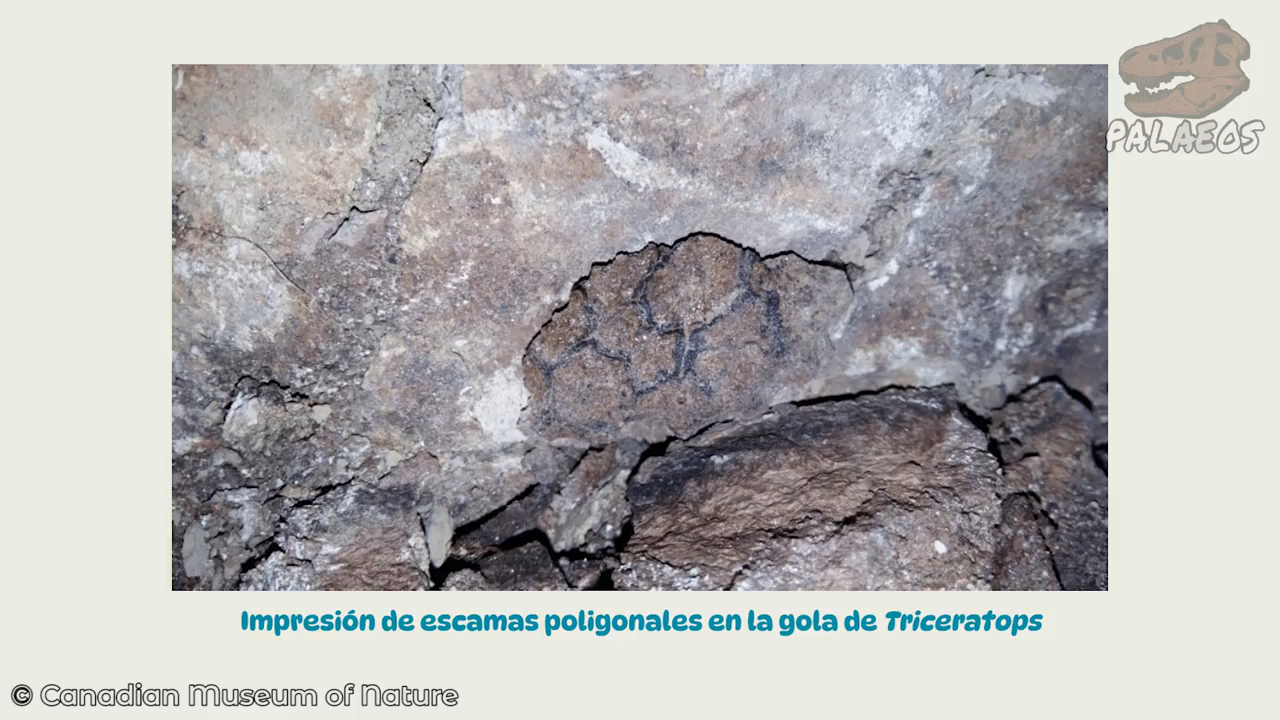 PALAEOS
Impresión de escamas poligonales en la gola de Triceratops
© Canadian Museum of Nature